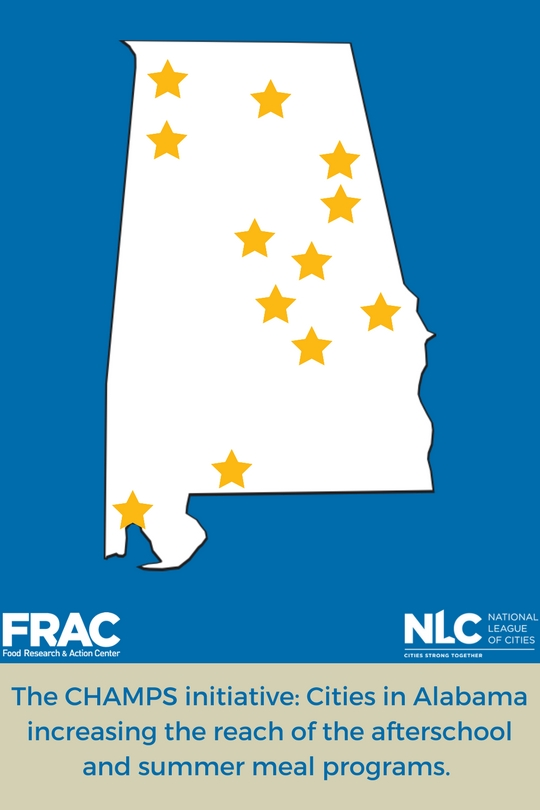 FRAC
Food Research & Action Center
NLC
NATIONAL
LEAGUE
OF CITIES
CITIES STRONG TOGETHER
The CHAMPS initiative: Cities in Alabama
increasing the reach of the afterschool
and summer meal programs.